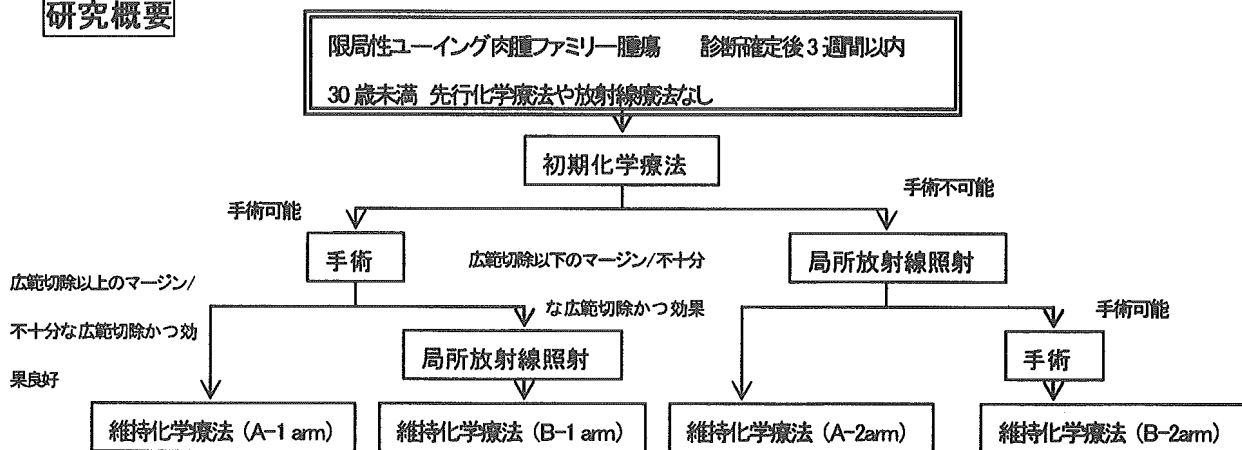 研究概要
限局性ユーイング肉腫ファミリー腫瘍　診断確定後3週間以内
30歳未満 先行化学療法や放射線療法なし
初期化学療法
手術可能
手術不可能
手術
広範切除以下のマージン/不十分
な広範切除かつ効果
局所放射線照射
広範切除以上のマージン/
不十分な広範切除かつ効
果良好
局所放射線照射
手術可能
手術
維持化学療法（A-1 arm）
維持化学療法（B-1 arm）
維持化学療法（A-2arm）
維持化学療法（B-2arm）